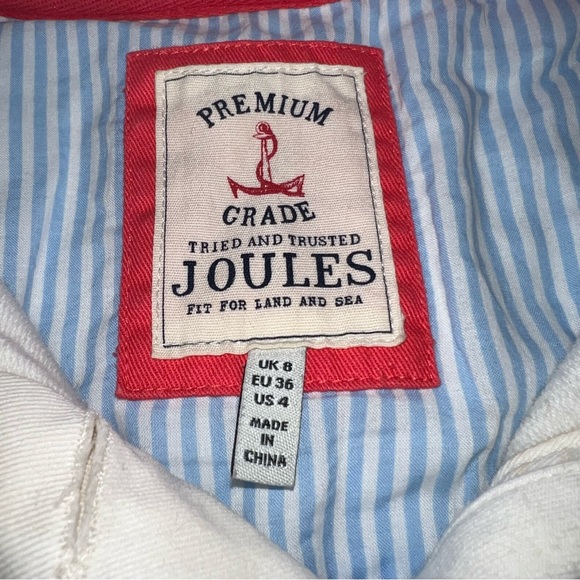 PREMIUM
GRADE
TRIED AND TRUSTED
JOULES
FIT FOR LAND AND SEA
UK 8
EU 36
US 4
MADE
IN
CHINA